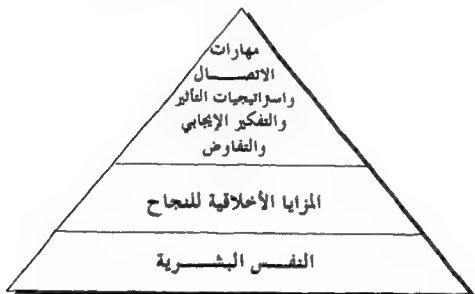 مهارات
الاتصال
واستراتيجيات التأثير
والتفكير الإيجابي
والتفاوض
المزايا الأخلاقية للنجاح
النفس البشرية